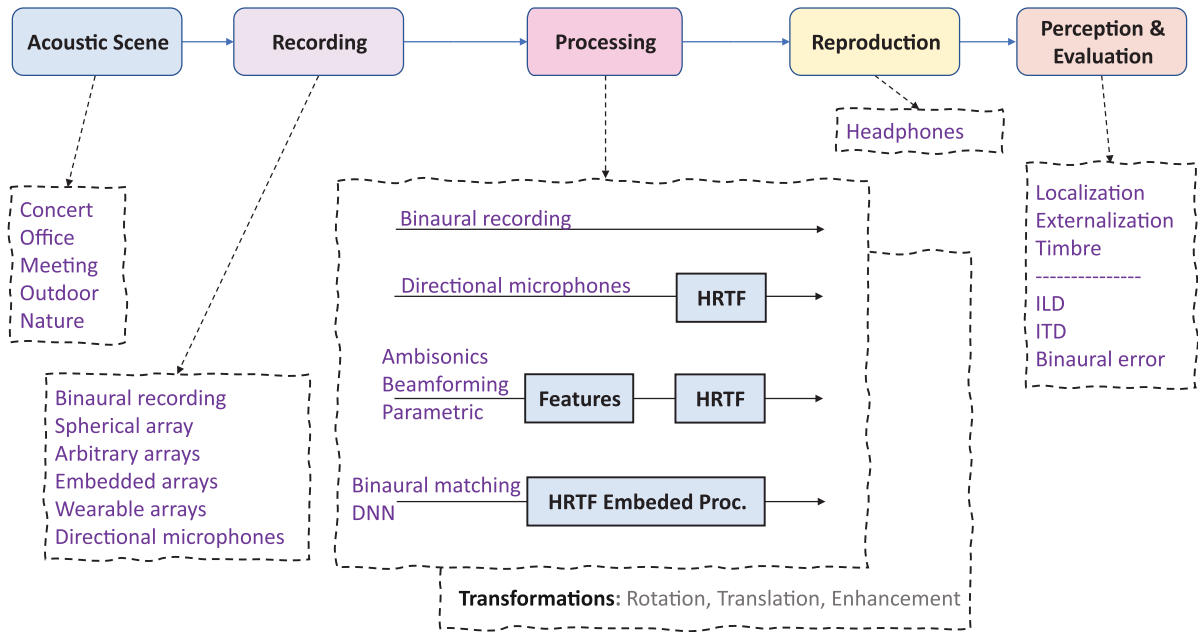 Acoustic Scene
Recording
Processing
Reproduction
Perception &
Evaluation
Concert
Office
Meeting
Outdoor
Nature
Binaural recording
Spherical array
Arbitrary arrays
Embedded arrays
Wearable arrays
Directional microphones
Binaural recording
Directional microphones
HRTF
Ambisonics
Beamforming
Parametric
Features
HRTF
Binaural matching
DNN
HRTF Embeded Proc.
Transformations: Rotation, Translation, Enhancement
Headphones
Localization
Externalization
Timbre
---------------
ILD
ITD
Binaural error